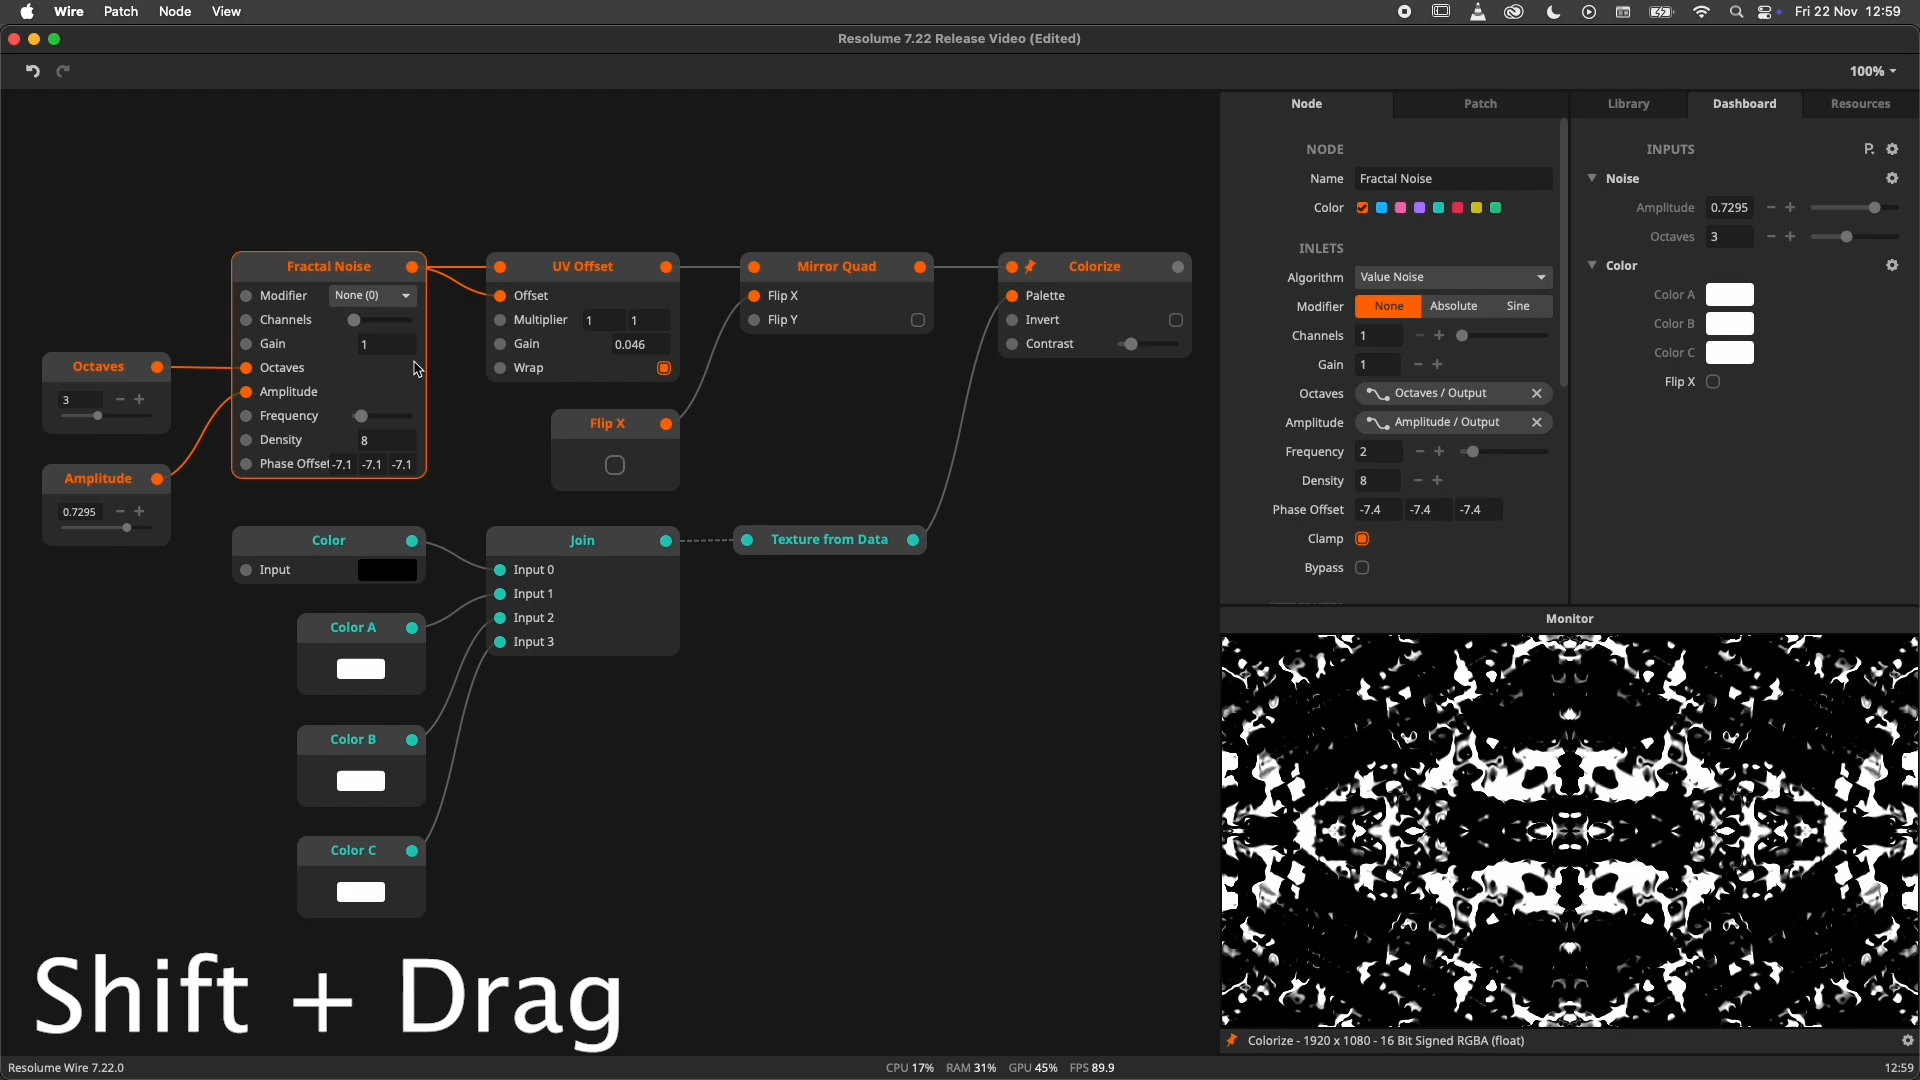 Wire Patch Node View Fri 22 Nov 12:59
Resolume 7.22 Release Video (Edited)
100%
Node Patch Library Dashboard Resources
NODE
Name Fractal Noise
Color
INLETS
Algorithm Value Noise
Modifier None Absolute Sine
Channels 1
Gain 1
Octaves Octaves / Output
Amplitude Amplitude / Output
Frequency 2
Density 8
Phase Offset -7.4 -7.4 -7.4
Clamp
Bypass
INPUTS P.
Noise
Amplitude 0.7295
Octaves 3
Color
Color A
Color B
Color C
Flip X
Fractal Noise
Modifier None (0)
Channels
Gain 1
Octaves
Amplitude
Frequency
Density 8
Phase Offset -7.1 -7.1 -7.1
UV Offset
Offset
Multiplier 1 1
Gain 0.046
Wrap
Mirror Quad
Flip X
Flip Y
Colorize
Palette
Invert
Contrast
Octaves
3
Amplitude
0.7295
Flip X
Color
Input
Join
Input 0
Input 1
Input 2
Input 3
Texture from Data
Color A
Color B
Color C
Monitor
Shift + Drag
Colorize - 1920 x 1080 - 16 Bit Signed RGBA (float)
Resolume Wire 7.22.0 CPU 17% RAM 31% GPU 45% FPS 89.9 12:59